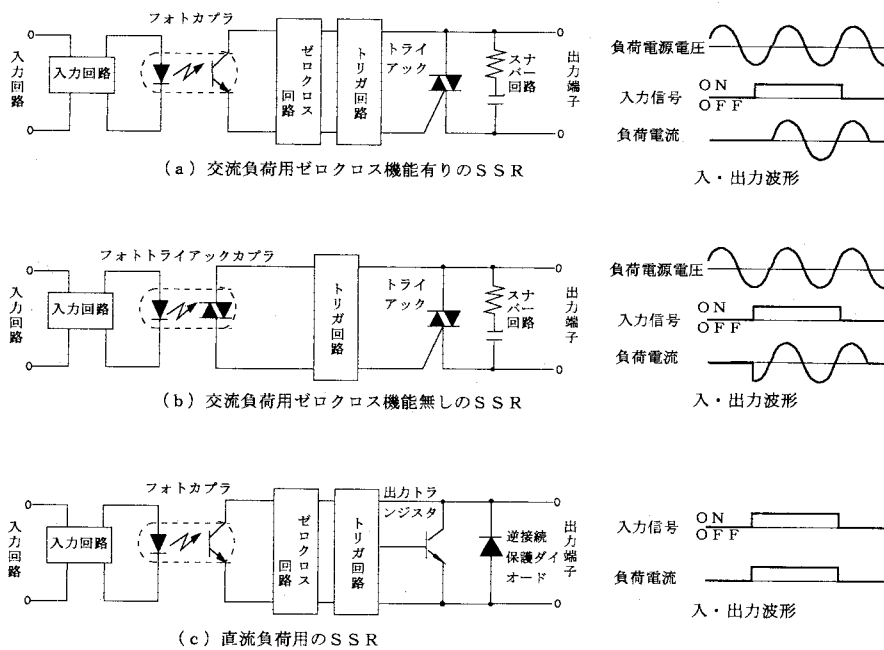 フォトカプラ
入力回路
入力回路
ゼロクロス回路
トリガ回路
トライアック
スナバー回路
出力端子
(a)交流負荷用ゼロクロス機能有りのSSR
負荷電源電圧
入力信号 ON
OFF
負荷電流
入・出力波形
フォトトライアックカプラ
入力回路
入力回路
トリガ回路
トライアック
スナバー回路
出力端子
(b)交流負荷用ゼロクロス機能無しのSSR
負荷電源電圧
入力信号 ON
OFF
負荷電流
入・出力波形
フォトカプラ
入力回路
入力回路
ゼロクロス回路
トリガ回路
出力トラ
ンジスタ
逆接続
保護ダイ
オード
出力端子
(c)直流負荷用のSSR
入力信号 ON
OFF
負荷電流
入・出力波形